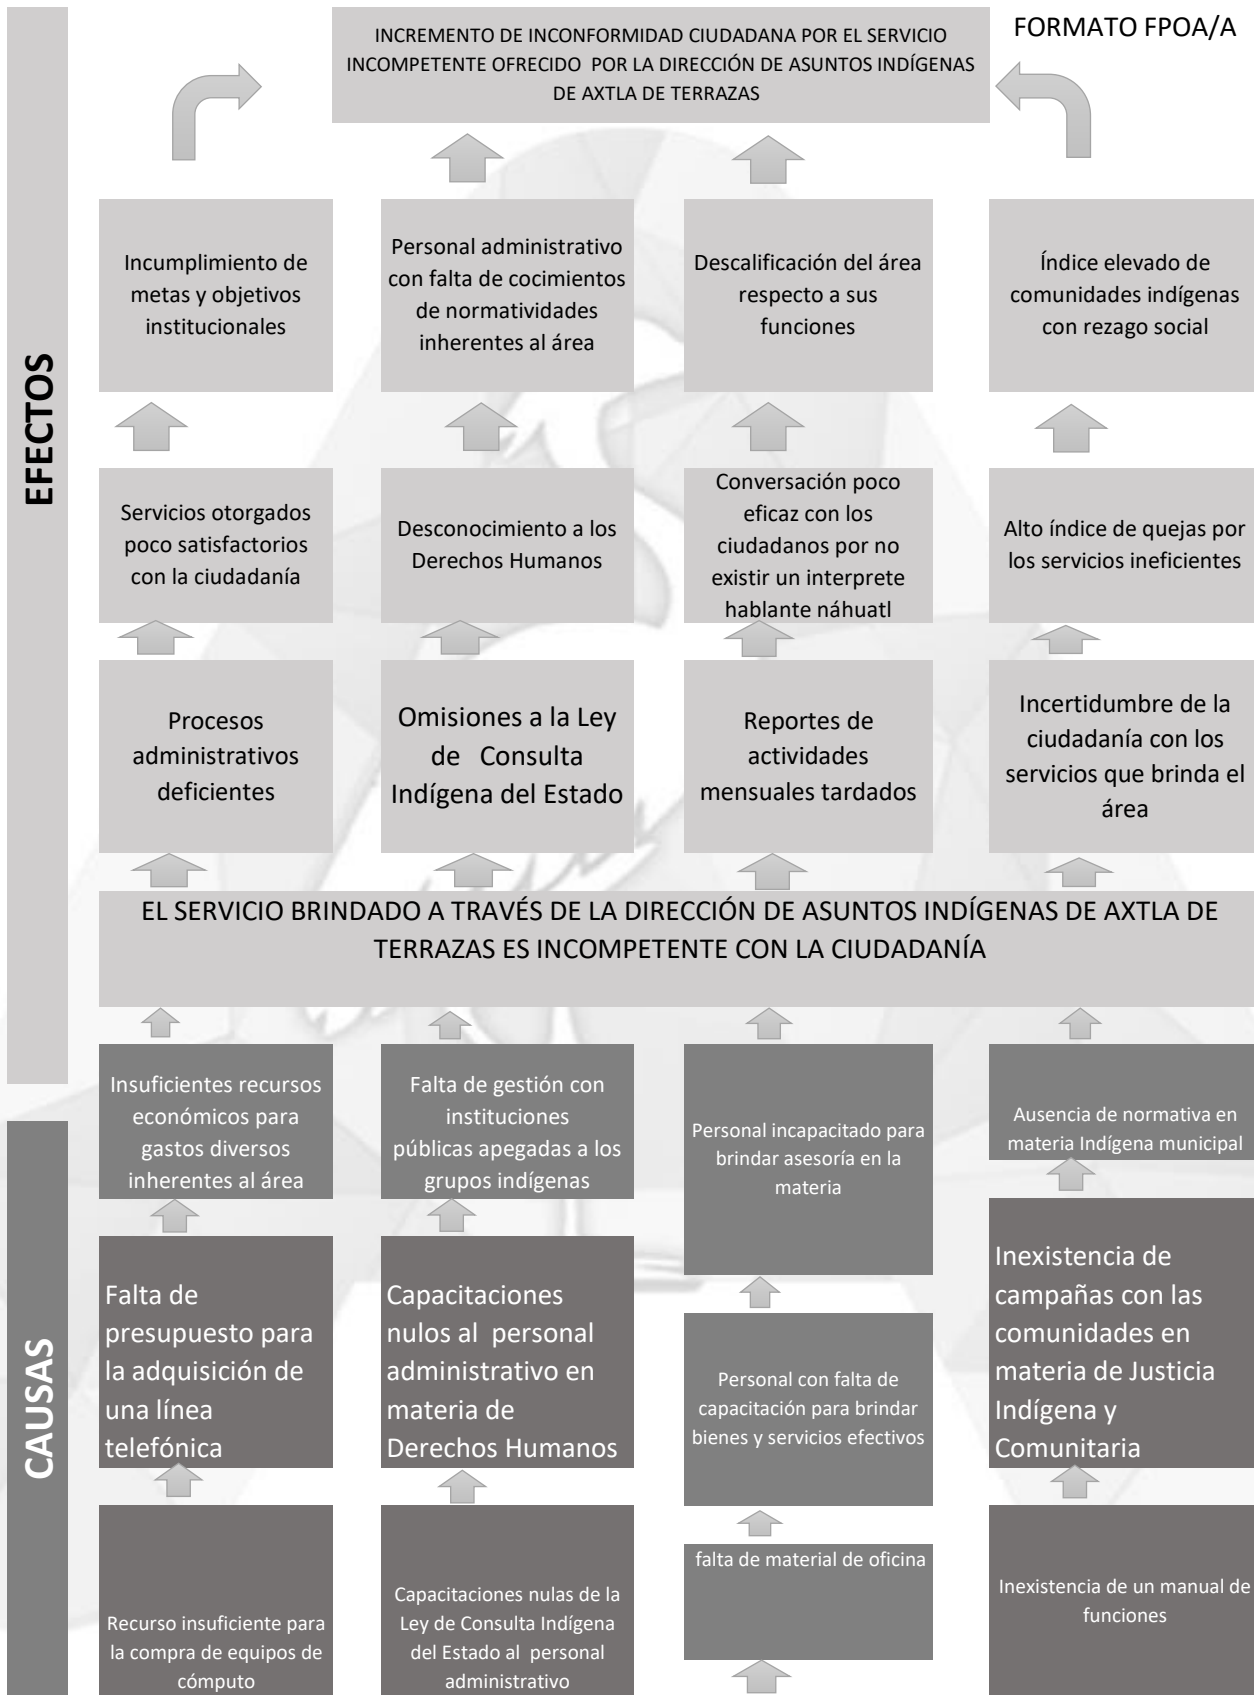 FORMATO FPOA/A
INCREMENTO DE INCONFORMIDAD CIUDADANA POR EL SERVICIO
INCOMPETENTE OFRECIDO POR LA DIRECCIÓN DE ASUNTOS INDÍGENAS
DE AXTLA DE TERRAZAS
EFECTOS
Incumplimiento de
metas y objetivos
institucionales
Personal administrativo
con falta de cocimientos
de normatividades
inherentes al área
Descalificación del área
respecto a sus
funciones
Índice elevado de
comunidades indígenas
con rezago social
Servicios otorgados
poco satisfactorios
con la ciudadanía
Desconocimiento a los
Derechos Humanos
Conversación poco
eficaz con los
ciudadanos por no
existir un interprete
hablante náhuatl
Alto índice de quejas por
los servicios ineficientes
Procesos
administrativos
deficientes
Omisiones a la Ley
de Consulta
Indígena del Estado
Reportes de
actividades
mensuales tardados
Incertidumbre de la
ciudadanía con los
servicios que brinda el
área
EL SERVICIO BRINDADO A TRAVÉS DE LA DIRECCIÓN DE ASUNTOS INDÍGENAS DE AXTLA DE
TERRAZAS ES INCOMPETENTE CON LA CIUDADANÍA
CAUSAS
Insuficientes recursos
económicos para
gastos diversos
inherentes al área
Falta de gestión con
instituciones
públicas apegadas a los
grupos indígenas
Personal incapacitado para
brindar asesoría en la
materia
Ausencia de normativa en
materia Indígena municipal
Falta de
presupuesto para
la adquisición de
una línea
telefónica
Capacitaciones
nulos al personal
administrativo en
materia de
Derechos Humanos
Personal con falta de
capacitación para brindar
bienes y servicios efectivos
Inexistencia de
campañas con las
comunidades en
materia de Justicia
Indígena y
Comunitaria
Recurso insuficiente para
la compra de equipos de
cómputo
Capacitaciones nulas de la
Ley de Consulta Indígena
del Estado al personal
administrativo
falta de material de oficina
Inexistencia de un manual de
funciones